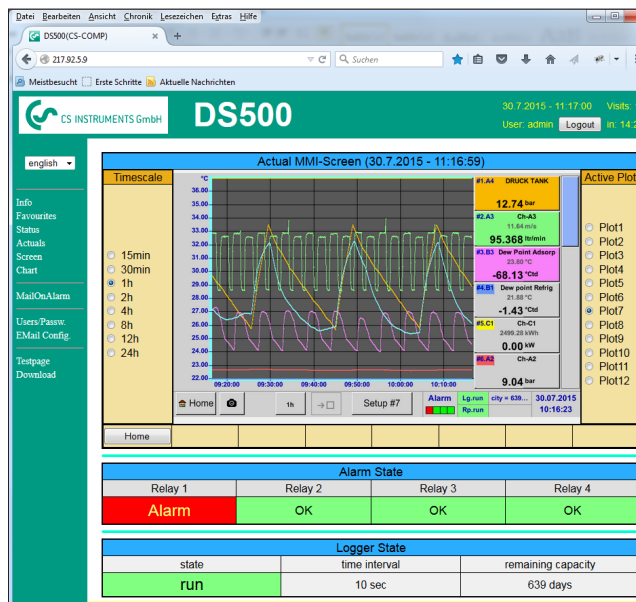 Datei Bearbeiten Ansicht Chronik Lesezeichen Extras Hilfe
DS500(CS-COMP)
217.92.5.9
Suchen
Meistbesucht Erste Schritte Aktuelle Nachrichten
CS INSTRUMENTS GmbH
DS500
30.7.2015 - 11:17:00 Visits:
User: admin Logout in: 14:2
english
Info
Favourites
Status
Actuals
Screen
Chart
MailOnAlarm
Users/Passw.
EMail Config.
Testpage
Download
Actual MMI-Screen (30.7.2015 - 11:16:59)
Timescale
15min
30min
1h
2h
4h
8h
12h
24h
°C
36.00
35.00
34.00
33.00
32.00
31.00
30.00
29.00
28.00
27.00
26.00
25.00
24.00
23.00
22.00
09:20:00 09:30:00 09:40:00 09:50:00 10:00:00 10:10:00
#1.A4 DRUCK TANK
12.74 bar
#2.A3 Ch-A3
11.84 m/s
95.368 ltr/min
#3.B3 Dew Point Adsorp
23.80 °C
-68.13 °Ctd
#4.B1 Dew point Refrig
21.88 °C
-1.43 °Ctd
#5.C1 Ch-C1
2499.28 kWh
0.00 kW
#6.A2 Ch-A2
9.04 bar
Home
1h
Setup #7
Alarm
Lg.run
Rp.run
city = 639...
30.07.2015
10:16:23
Active Plot
Plot1
Plot2
Plot3
Plot4
Plot5
Plot6
Plot7
Plot8
Plot9
Plot10
Plot11
Plot12
Home
Alarm State
Relay 1 Relay 2 Relay 3 Relay 4
Alarm OK OK OK
Logger State
state time interval remaining capacity
run 10 sec 639 days